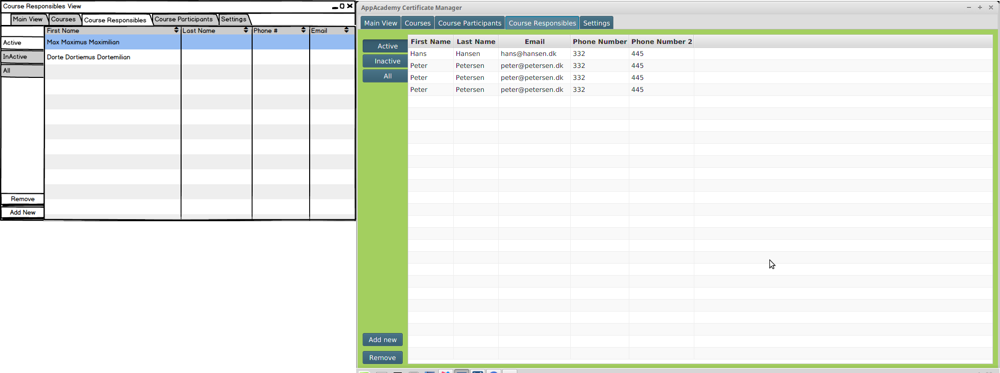 Course Responsibles View
Main View Courses Course Responsibles Course Participants Settings
First Name Last Name Phone # Email
Active
Max Maximus Maximilian
InActive
Dorte Dortiemus Dortemilian
All
Remove
Add New
AppAcademy Certificate Manager
Main View Courses Course Participants Course Responsibles Settings
Active
Inactive
All
First Name Last Name Email Phone Number Phone Number 2
Hans Hansen hans@hansen.dk 332 445
Peter Petersen peter@petersen.dk 332 445
Peter Petersen peter@petersen.dk 332 445
Peter Petersen peter@petersen.dk 332 445
Add new
Remove